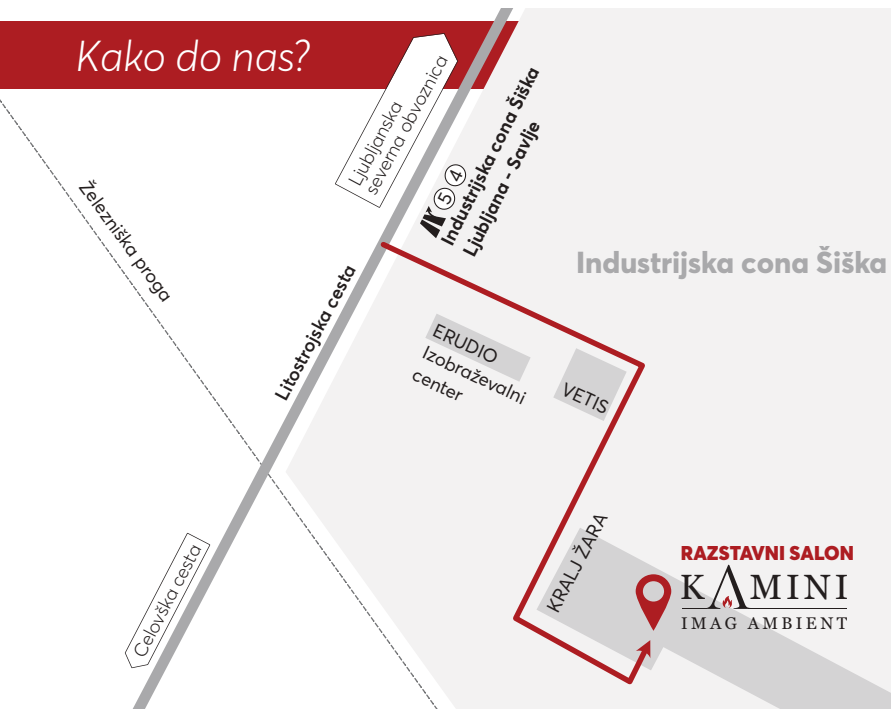 Kako do nas?
Ljubljanska
severna obvoznica
5 4
Industrijska cona Šiška
Ljubljana - Savlje
Železniška proga
Industrijska cona Šiška
Litostrojska cesta
ERUDIO
Izobraževalni
center
VETIS
KRALJ ŽARA
Celovška cesta
RAZSTAVNI SALON
KAMINI
IMAG AMBIENT